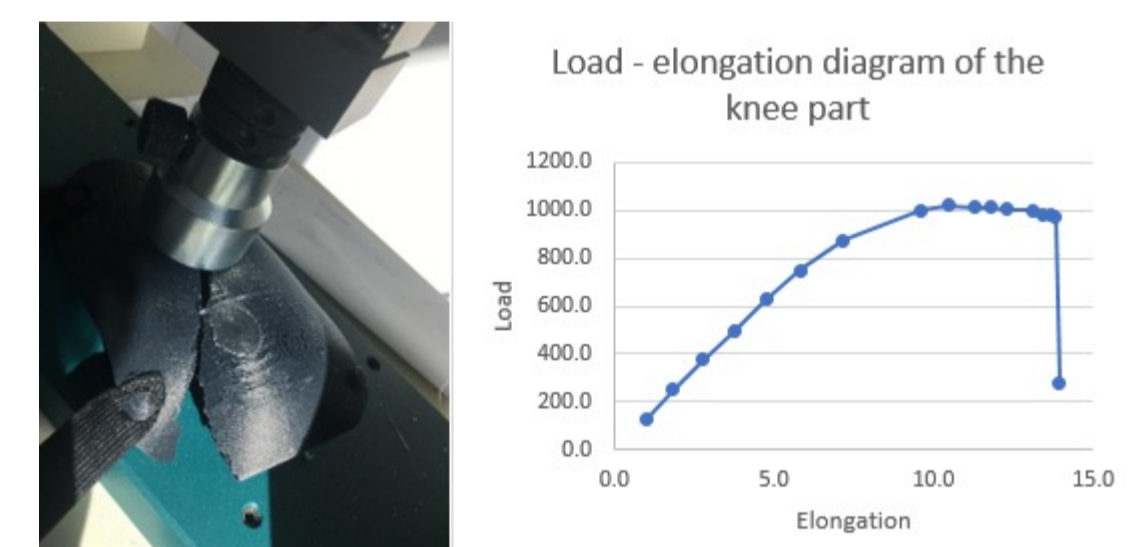 Load - elongation diagram of the
knee part
1200.0
1000.0
800.0
600.0
400.0
200.0
0.0
Load
0.0 5.0 10.0 15.0
Elongation